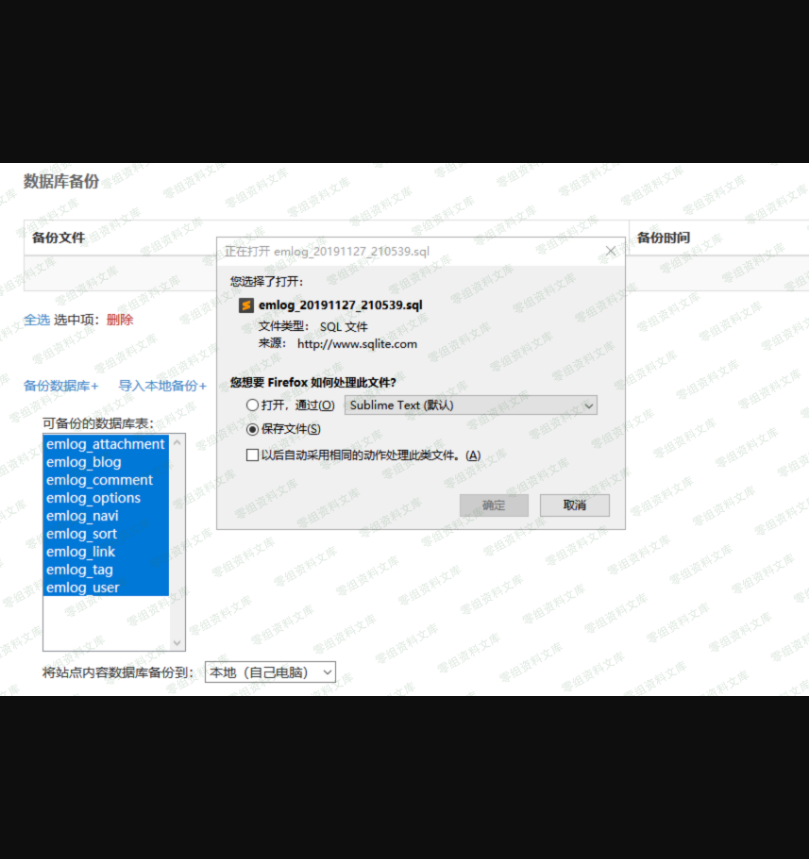 数据库备份
备份文件
备份时间
正在打开 emlog_20191127_210539.sql
您选择了打开:
emlog_20191127_210539.sql
文件类型: SQL 文件
来源: http://www.sqlite.com
您想要 Firefox 如何处理此文件?
打开,通过(O) Sublime Text (默认)
保存文件(S)
以后自动采用相同的动作处理此类文件。(A)
确定 取消
全选 选中项: 删除
备份数据库+ 导入本地备份+
可备份的数据库表:
emlog_attachment
emlog_blog
emlog_comment
emlog_options
emlog_navi
emlog_sort
emlog_link
emlog_tag
emlog_user
将站点内容数据库备份到: 本地(自己电脑)
零组资料文库